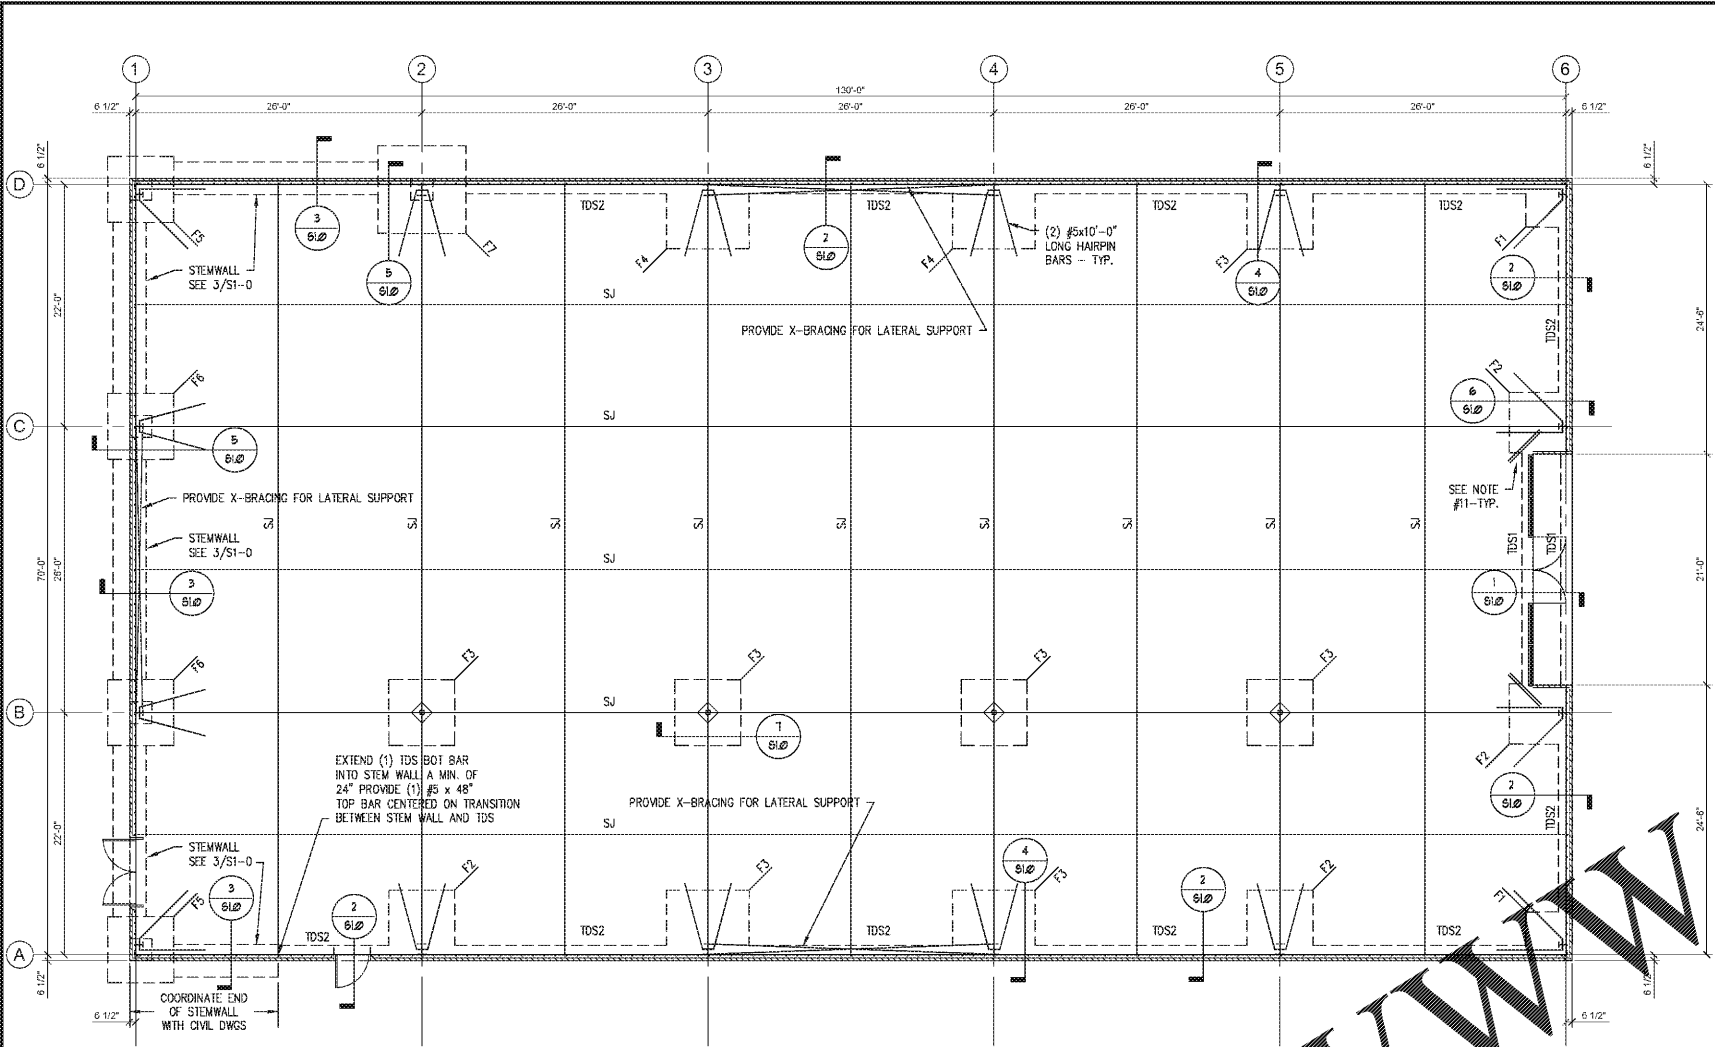 1 2 3 4 5 6
130'-0"
6 1/2" 26'-0" 26'-0" 26'-0" 26'-0" 26'-0" 6 1/2"
6 1/2"
6 1/2"
D
TDS2 TDS2 TDS2 TDS2
3
S1.0
F5
F7
5
S1.0
F4
2
S1.0
F4
(2) #5x10'-0"
LONG HAIRPIN
BARS - TYP.
F3
4
S1.0
F1
2
S1.0
STEMWALL
SEE 3/S1-0
22'-0"
SJ
PROVIDE X-BRACING FOR LATERAL SUPPORT
TDS2
24'-6"
F6
F2
6
S1.0
C
SJ
5
S1.0
PROVIDE X-BRACING FOR LATERAL SUPPORT
SEE NOTE
#11-TYP.
SJ SJ SJ SJ SJ SJ SJ SJ SJ
STEMWALL
SEE 3/S1-0
TDS1 TDS1
70'-0"
26'-0"
SJ
21'-0"
3
S1.0
1
S1.0
F6 F3 F3 F3 F3
B
SJ
7
S1.0
F2
EXTEND (1) TDS BOT BAR
INTO STEM WALL A MIN. OF
24" PROVIDE (1) #5 x 48"
TOP BAR CENTERED ON TRANSITION
BETWEEN STEM WALL AND TDS
PROVIDE X-BRACING FOR LATERAL SUPPORT
2
S1.0
TDS2
22'-0"
SJ
24'-6"
STEMWALL
SEE 3/S1-0
F5
3
S1.0
2
S1.0
F2
F3
4
S1.0
F3
2
S1.0
F2
F1
TDS2 TDS2 TDS2 TDS2 TDS2
A
6 1/2"
6 1/2"
COORDINATE END
OF STEMWALL
WITH CIVIL DWGS
6 1/2"
6 1/2"
WWW